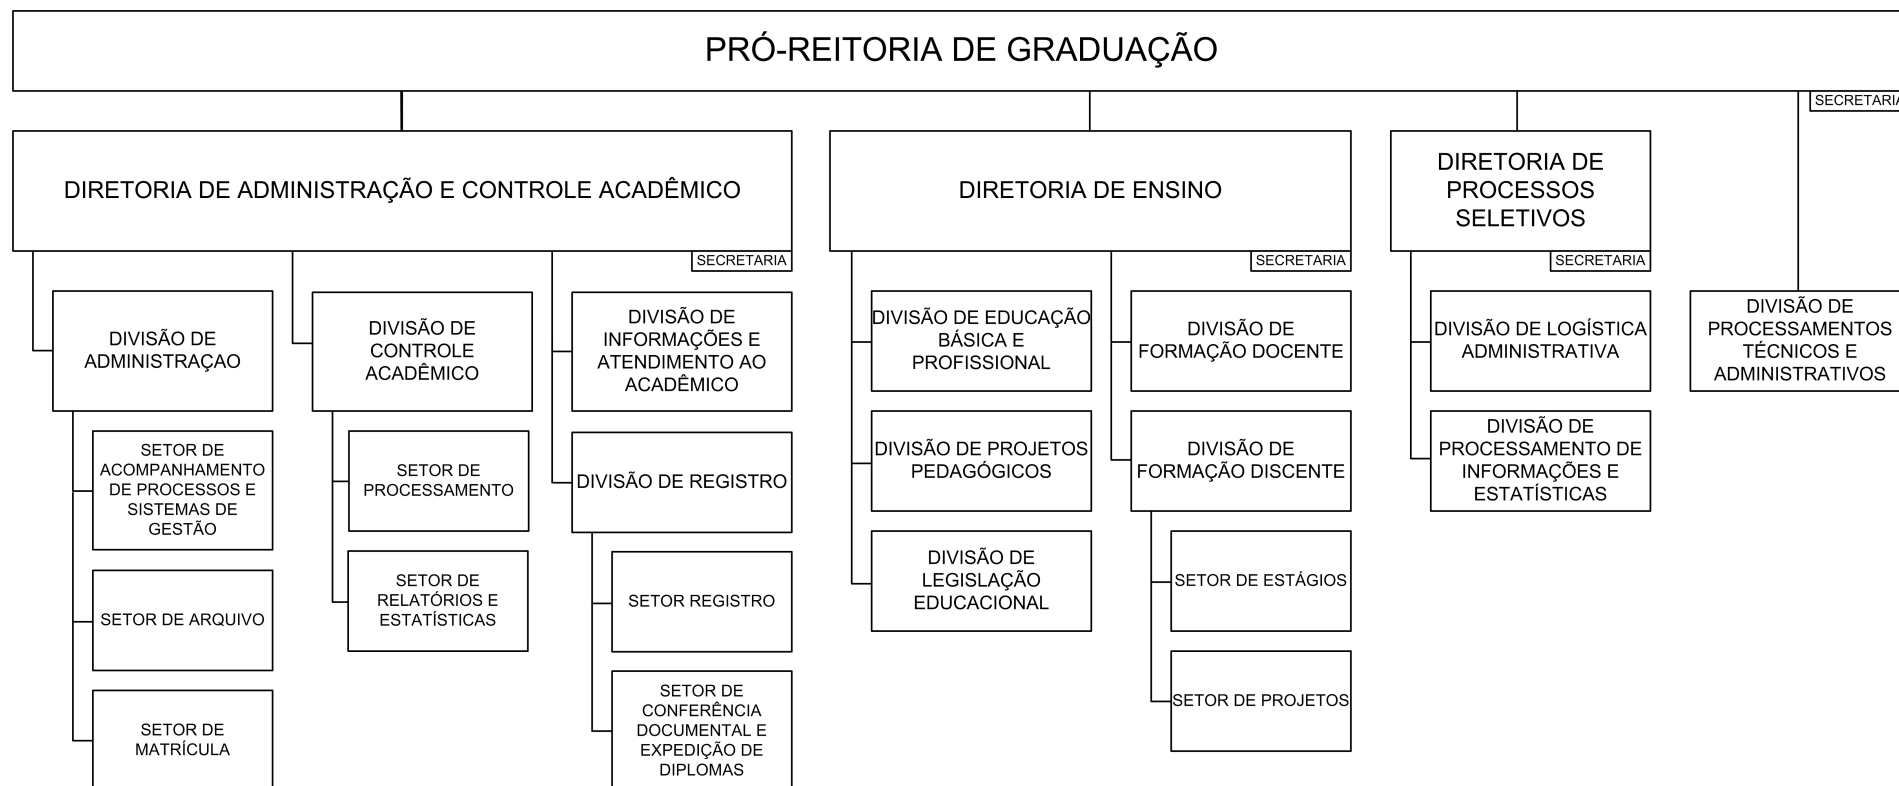 PRÓ-REITORIA DE GRADUAÇÃO
SECRETARIA
DIRETORIA DE ADMINISTRAÇÃO E CONTROLE ACADÊMICO
SECRETARIA
DIVISÃO DE
ADMINISTRAÇAO
SETOR DE
ACOMPANHAMENTO
DE PROCESSOS E
SISTEMAS DE
GESTÃO
SETOR DE ARQUIVO
SETOR DE
MATRÍCULA
DIVISÃO DE
CONTROLE
ACADÊMICO
SETOR DE
PROCESSAMENTO
SETOR DE
RELATÓRIOS E
ESTATÍSTICAS
DIVISÃO DE
INFORMAÇÕES E
ATENDIMENTO AO
ACADÊMICO
DIVISÃO DE REGISTRO
SETOR REGISTRO
SETOR DE
CONFERÊNCIA
DOCUMENTAL E
EXPEDIÇÃO DE
DIPLOMAS
DIRETORIA DE ENSINO
SECRETARIA
DIVISÃO DE EDUCAÇÃO
BÁSICA E
PROFISSIONAL
DIVISÃO DE PROJETOS
PEDAGÓGICOS
DIVISÃO DE
LEGISLAÇÃO
EDUCACIONAL
DIVISÃO DE
FORMAÇÃO DOCENTE
DIVISÃO DE
FORMAÇÃO DISCENTE
SETOR DE ESTÁGIOS
SETOR DE PROJETOS
DIRETORIA DE
PROCESSOS
SELETIVOS
SECRETARIA
DIVISÃO DE LOGÍSTICA
ADMINISTRATIVA
DIVISÃO DE
PROCESSAMENTO DE
INFORMAÇÕES E
ESTATÍSTICAS
DIVISÃO DE
PROCESSAMENTOS
TÉCNICOS E
ADMINISTRATIVOS